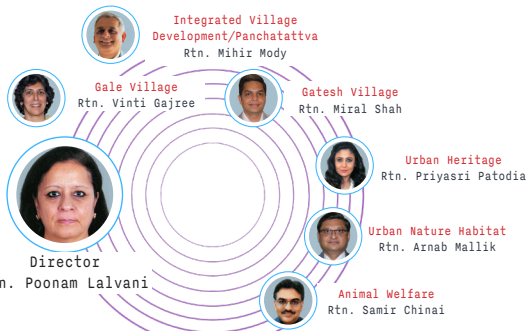 Integrated Village
Development/Panchatattva
Rtn. Mihir Mody
Gale Village
Rtn. Vinti Gajree
Gatesh Village
Rtn. Miral Shah
Urban Heritage
Rtn. Priyasri Patodia
Urban Nature Habitat
Rtn. Arnab Mallik
Director
n. Poonam Lalvani
Animal Welfare
Rtn. Samir Chinai